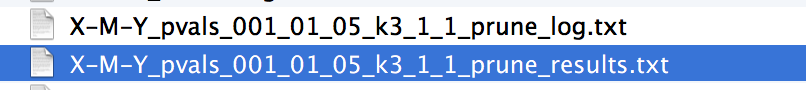 X-M-Y_pvals_001_01_05_k3_1_1_prune_log.txt
X-M-Y_pvals_001_01_05_k3_1_1_prune_results.txt